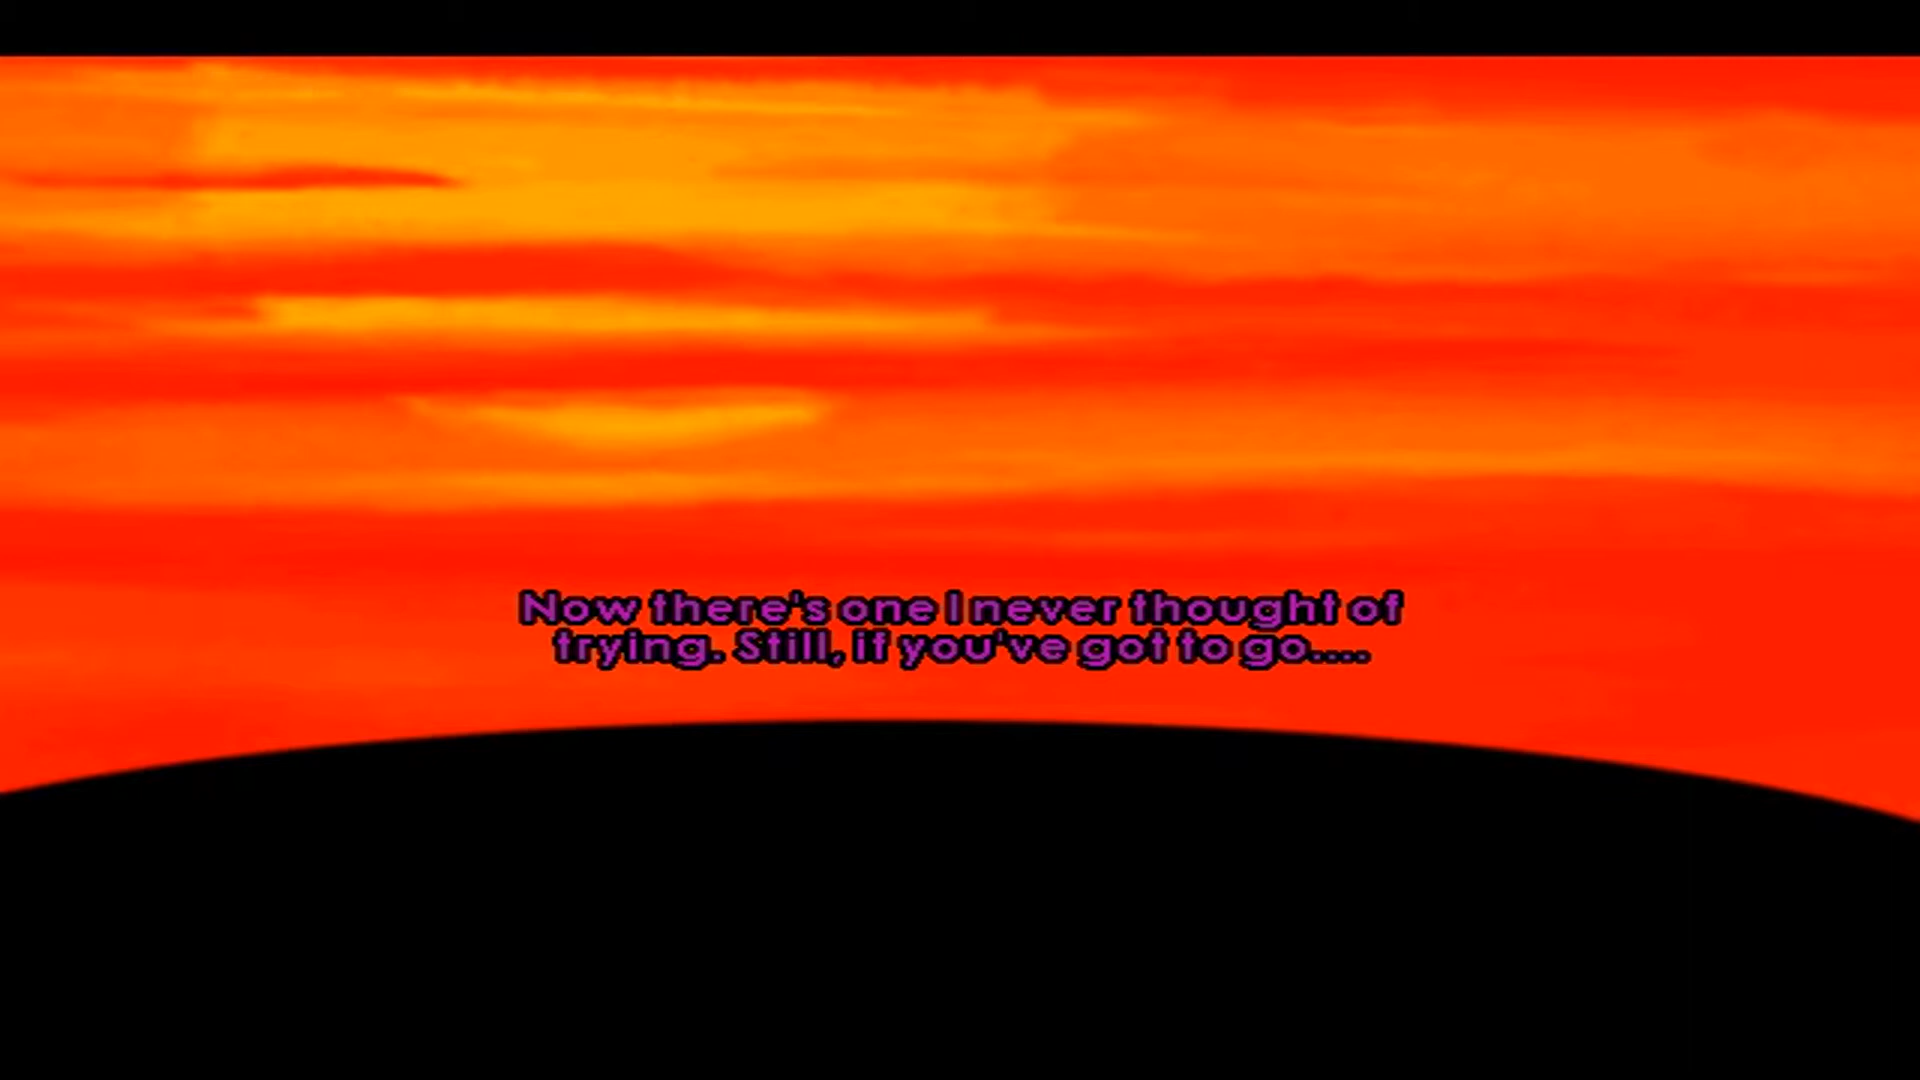 Now there's one I never thought of
trying. Still, if you've got to go....